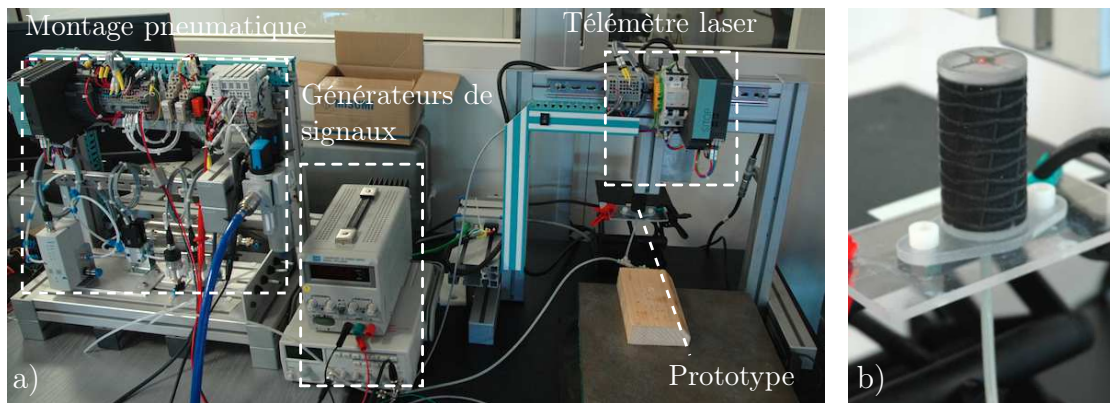 Montage pneumatique
Télémètre laser
Générateurs de
signaux
Prototype
a)
b)